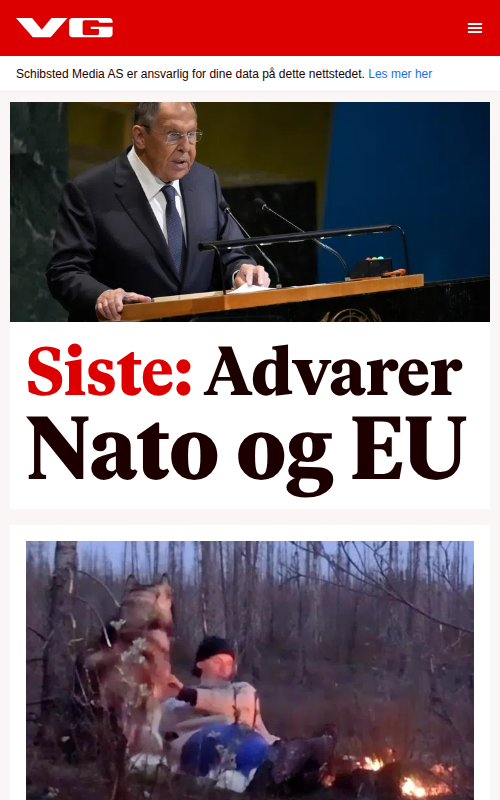 VG
Schibsted Media AS er ansvarlig for dine data på dette nettstedet. Les mer her
Siste: Advarer
Nato og EU